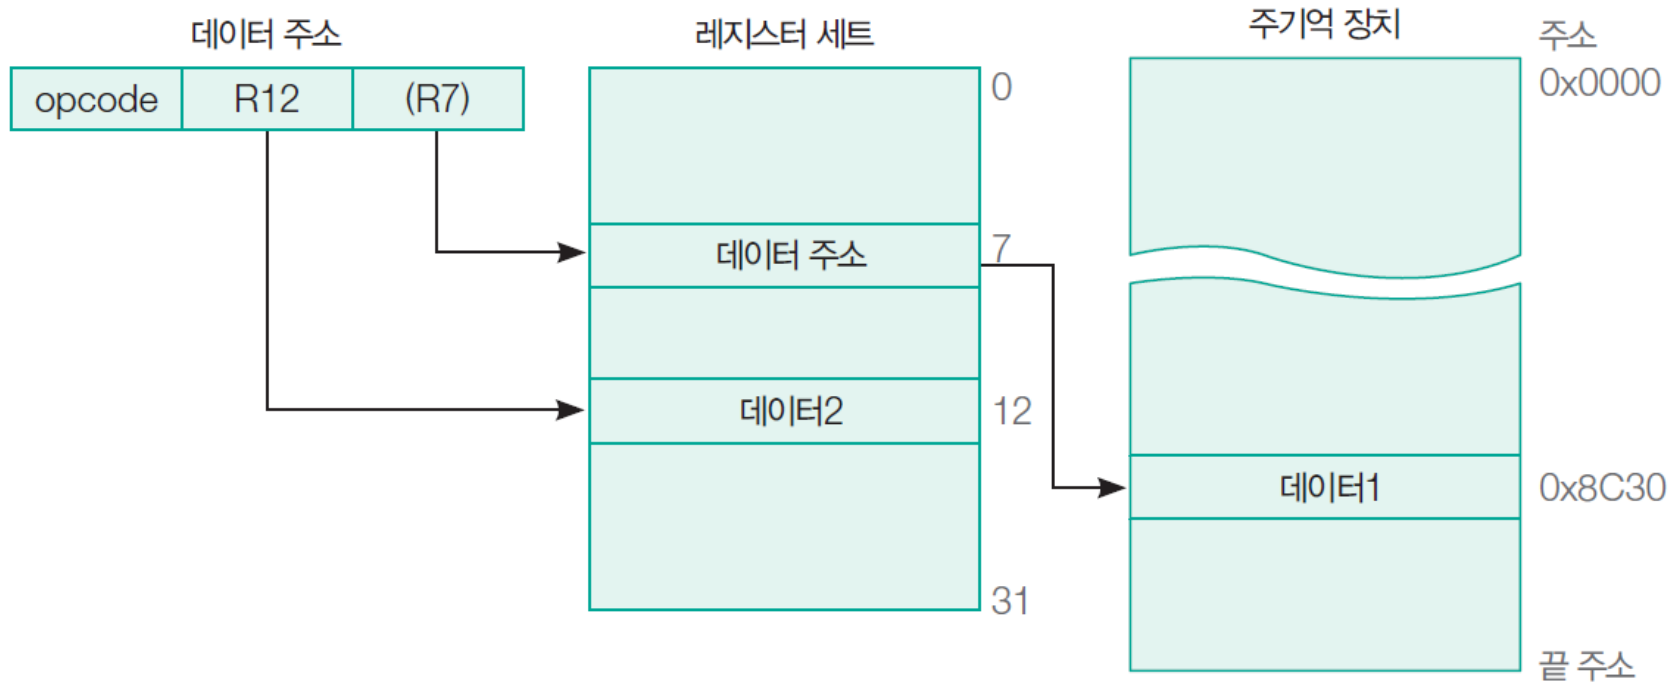 데이터 주소
opcode R12 (R7)
레지스터 세트
0
데이터 주소
7
데이터2
12
31
주기억 장치
주소
0x0000
데이터1
0x8C30
끝 주소